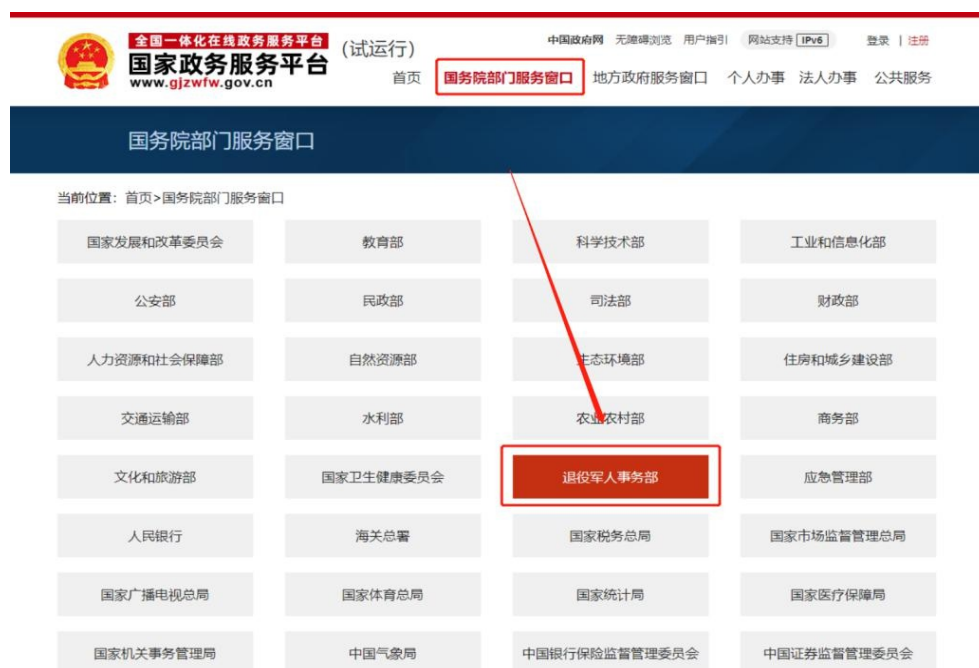 全国一体化在线政务服务平台
国家政务服务平台
www.gjzwfw.gov.cn
(试运行)
中国政府网 无障碍浏览 用户指引 网站支持 IPv6 登录 | 注册
首页 国务院部门服务窗口 地方政府服务窗口 个人办事 法人办事 公共服务
国务院部门服务窗口
当前位置：首页>国务院部门服务窗口
国家发展和改革委员会 教育部 科学技术部 工业和信息化部
公安部 民政部 司法部 财政部
人力资源和社会保障部 自然资源部 生态环境部 住房和城乡建设部
交通运输部 水利部 农业农村部 商务部
文化和旅游部 国家卫生健康委员会 退役军人事务部 应急管理部
人民银行 海关总署 国家税务总局 国家市场监督管理总局
国家广播电视总局 国家体育总局 国家统计局 国家医疗保障局
国家机关事务管理局 中国气象局 中国银行保险监督管理委员会 中国证券监督管理委员会